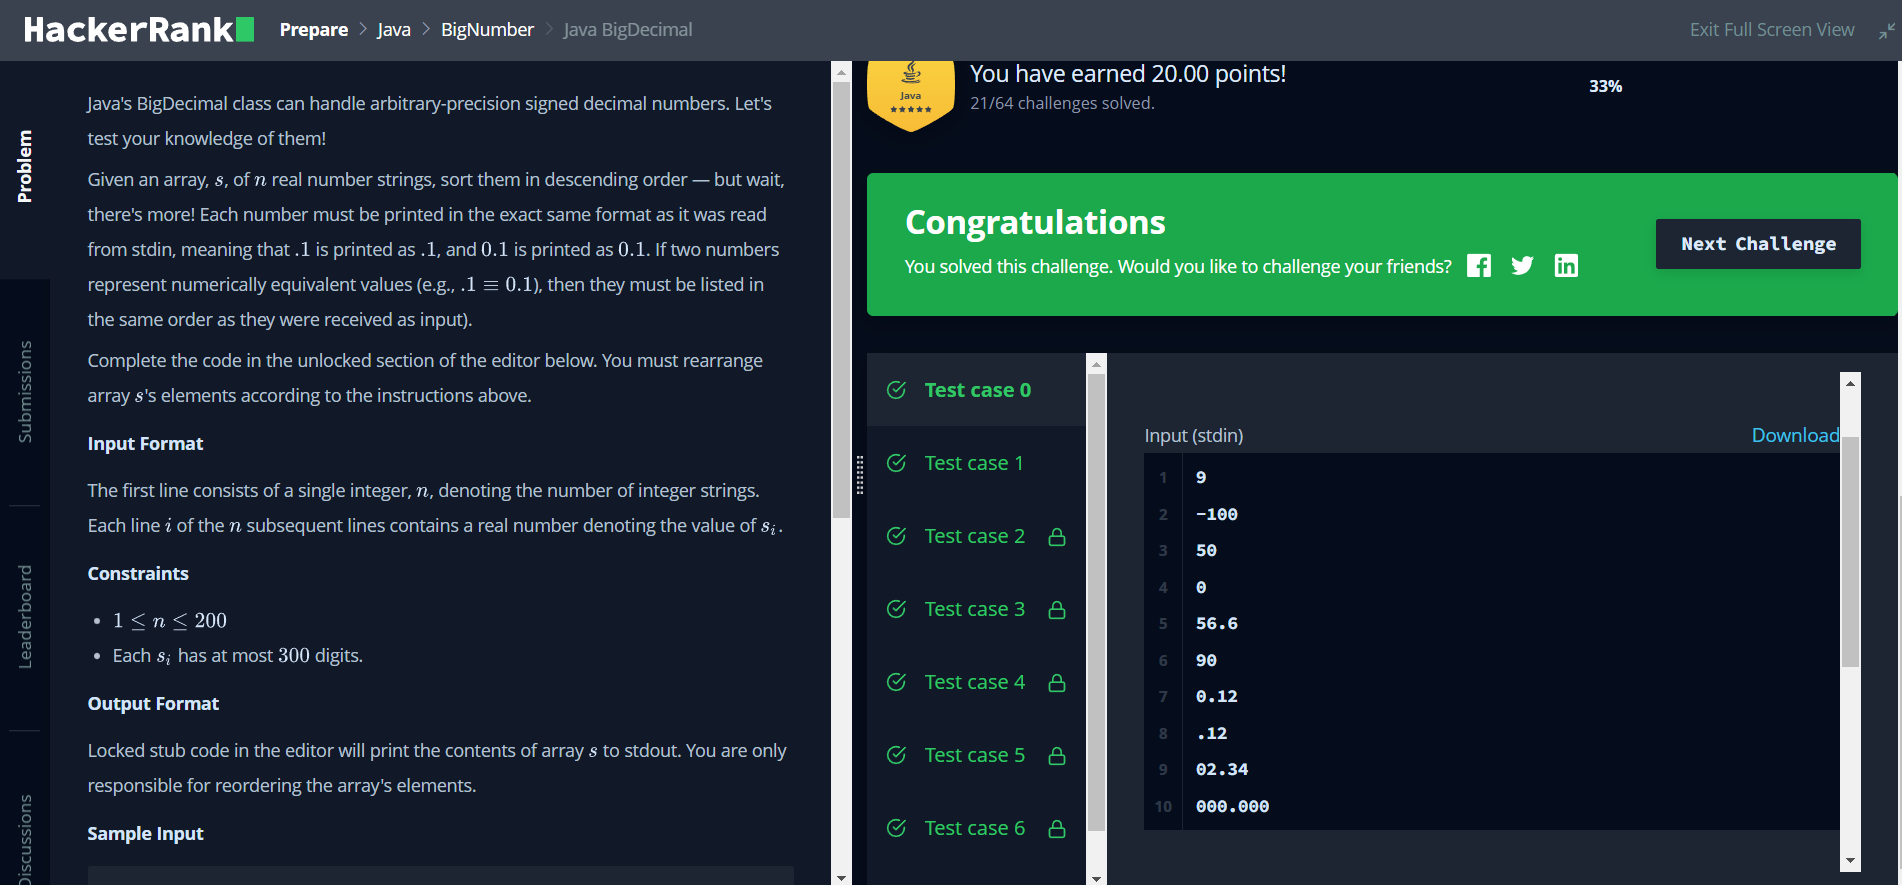 HackerRank
Prepare > Java > BigNumber > Java BigDecimal
Exit Full Screen View
Problem
Submissions
Leaderboard
Discussions
Java's BigDecimal class can handle arbitrary-precision signed decimal numbers. Let's
test your knowledge of them!
Given an array, s, of n real number strings, sort them in descending order — but wait,
there's more! Each number must be printed in the exact same format as it was read
from stdin, meaning that .1 is printed as .1, and 0.1 is printed as 0.1. If two numbers
represent numerically equivalent values (e.g., .1 ≡ 0.1), then they must be listed in
the same order as they were received as input).
Complete the code in the unlocked section of the editor below. You must rearrange
array s's elements according to the instructions above.
Input Format
The first line consists of a single integer, n, denoting the number of integer strings.
Each line i of the n subsequent lines contains a real number denoting the value of sᵢ.
Constraints
• 1 ≤ n ≤ 200
• Each sᵢ has at most 300 digits.
Output Format
Locked stub code in the editor will print the contents of array s to stdout. You are only
responsible for reordering the array's elements.
Sample Input
Java
★★★★★
You have earned 20.00 points!
21/64 challenges solved.
33%
Congratulations
You solved this challenge. Would you like to challenge your friends?
Next Challenge
Test case 0
Test case 1
Test case 2
Test case 3
Test case 4
Test case 5
Test case 6
Input (stdin)
Download
1 9
2 -100
3 50
4 0
5 56.6
6 90
7 0.12
8 .12
9 02.34
10 000.000